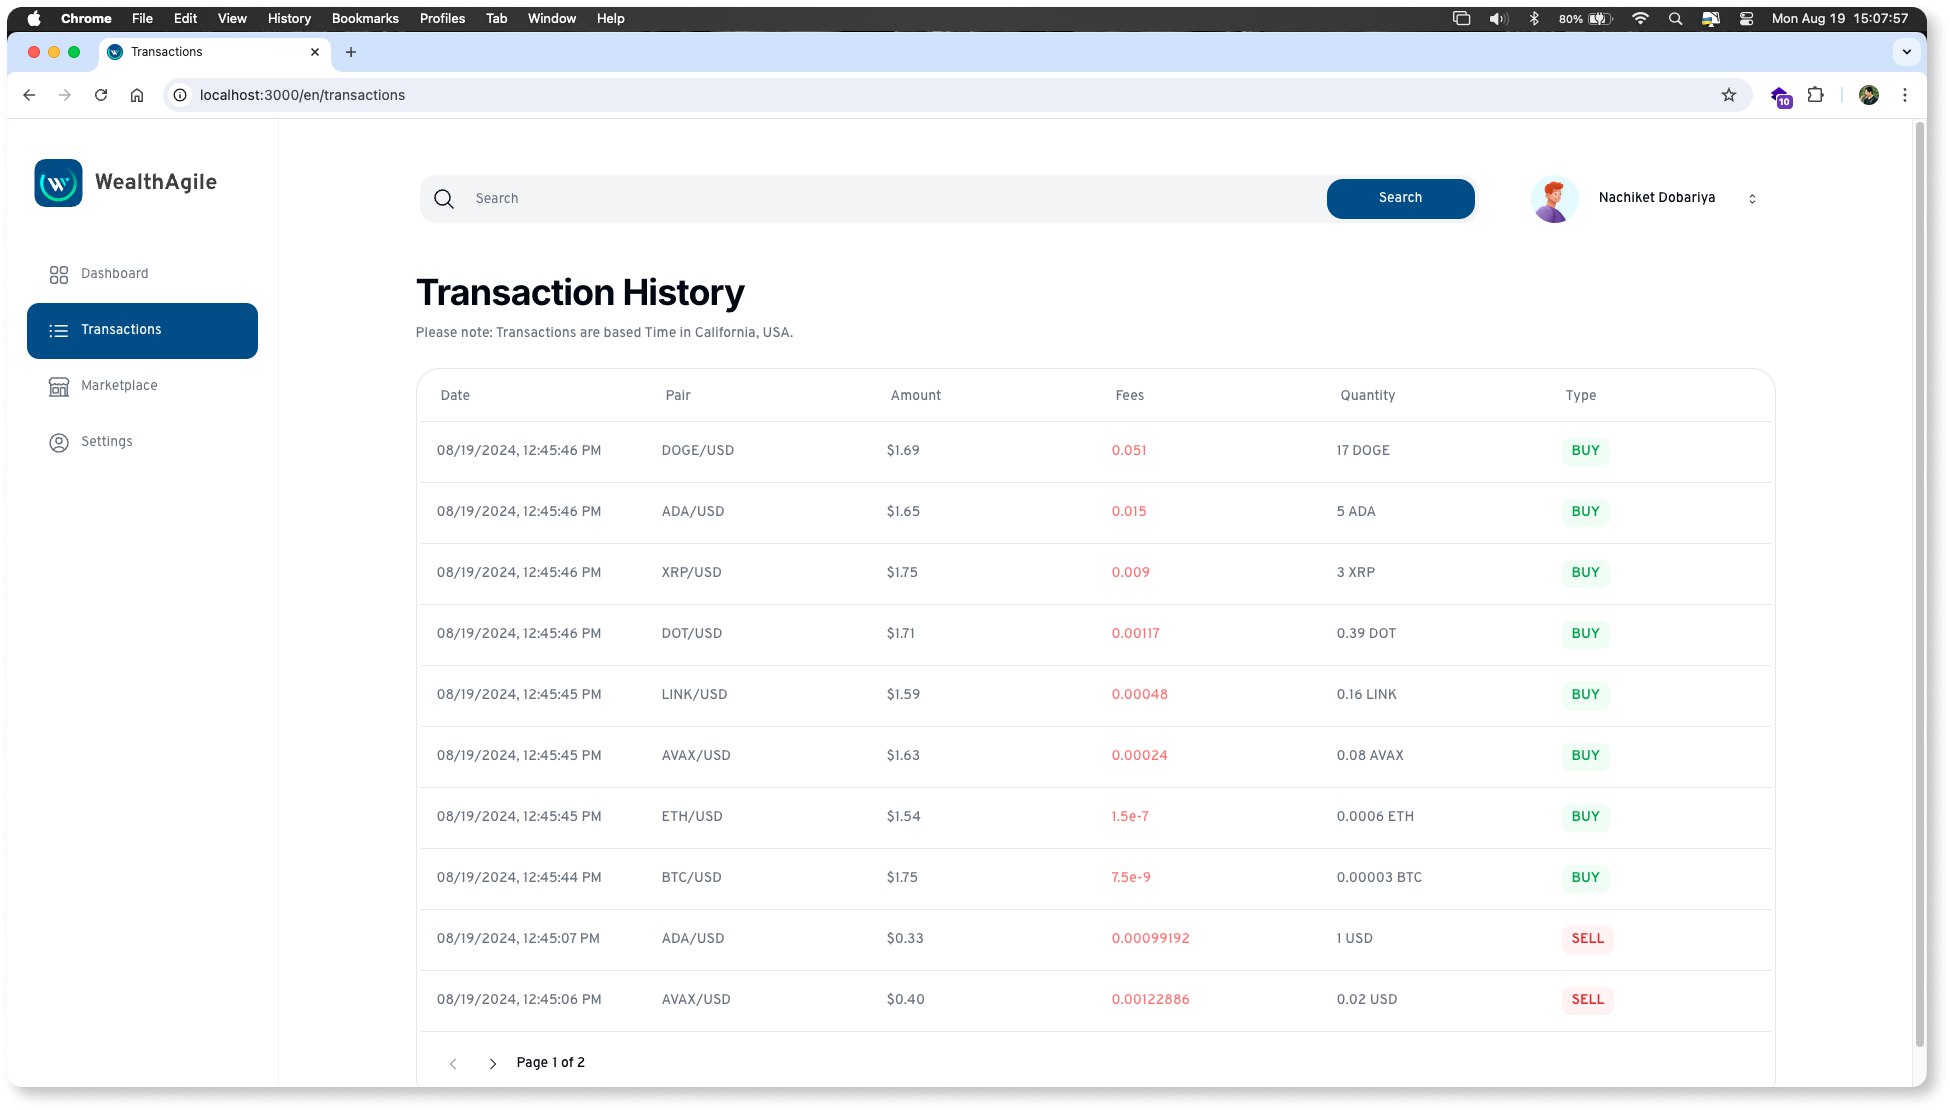 Chrome File Edit View History Bookmarks Profiles Tab Window Help 80% Mon Aug 19 15:07:57
Transactions
localhost:3000/en/transactions 10
W WealthAgile
Search Search Nachiket Dobariya
Dashboard
Transactions
Marketplace
Settings
Transaction History
Please note: Transactions are based Time in California, USA.
Date Pair Amount Fees Quantity Type
08/19/2024, 12:45:46 PM DOGE/USD $1.69 0.051 17 DOGE BUY
08/19/2024, 12:45:46 PM ADA/USD $1.65 0.015 5 ADA BUY
08/19/2024, 12:45:46 PM XRP/USD $1.75 0.009 3 XRP BUY
08/19/2024, 12:45:46 PM DOT/USD $1.71 0.00117 0.39 DOT BUY
08/19/2024, 12:45:45 PM LINK/USD $1.59 0.00048 0.16 LINK BUY
08/19/2024, 12:45:45 PM AVAX/USD $1.63 0.00024 0.08 AVAX BUY
08/19/2024, 12:45:45 PM ETH/USD $1.54 1.5e-7 0.0006 ETH BUY
08/19/2024, 12:45:44 PM BTC/USD $1.75 7.5e-9 0.00003 BTC BUY
08/19/2024, 12:45:07 PM ADA/USD $0.33 0.00099192 1 USD SELL
08/19/2024, 12:45:06 PM AVAX/USD $0.40 0.00122886 0.02 USD SELL
Page 1 of 2